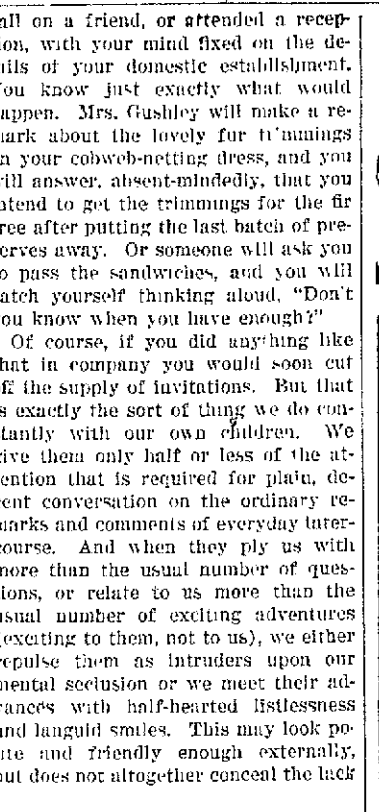 all on a friend, or attended a recep-
ion, with your mind fixed on the de-
ails of your domestic establishment.
You know just exactly what would
appen. Mrs. Gushley will make a re-
mark about the lovely fur trimmings
n your cobweb-netting dress, and you
vill answer, absent-mindedly, that you
ntend to get the trimmings for the fir
ree after putting the last batch of pre-
erves away. Or someone will ask you
o pass the sandwiches, and you will
atch yourself thinking aloud, "Don't
ou know when you have enough?"
Of course, if you did anything like
hat in company you would soon cut
ff the supply of invitations. But that
s exactly the sort of thing we do con-
tantly with our own children. We
give them only half or less of the at-
ention that is required for plain, de-
cent conversation on the ordinary re-
marks and comments of everyday inter-
course. And when they ply us with
more than the usual number of ques-
ions, or relate to us more than the
usual number of exciting adventures
(exciting to them, not to us), we either
repulse them as intruders upon our
mental seclusion or we meet their ad-
vances with half-hearted listlessness
and languid smiles. This may look po-
ite and friendly enough externally,
but does not altogether conceal the lack